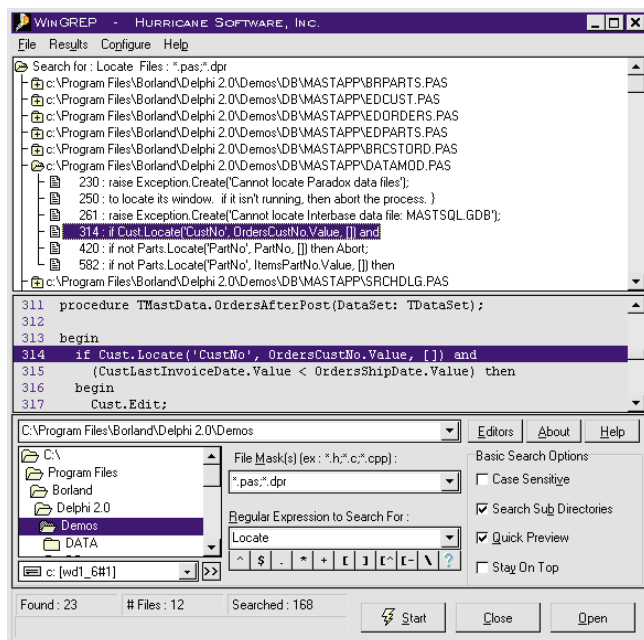 WinGREP - Hurricane Software, Inc.
File Results Configure Help
Search for : Locate Files : *.pas;*.dpr
c:\Program Files\Borland\Delphi 2.0\Demos\DB\MASTAPP\BRPARTS.PAS
c:\Program Files\Borland\Delphi 2.0\Demos\DB\MASTAPP\EDCUST.PAS
c:\Program Files\Borland\Delphi 2.0\Demos\DB\MASTAPP\EDORDERS.PAS
c:\Program Files\Borland\Delphi 2.0\Demos\DB\MASTAPP\EDPARTS.PAS
c:\Program Files\Borland\Delphi 2.0\Demos\DB\MASTAPP\BRCSTORD.PAS
c:\Program Files\Borland\Delphi 2.0\Demos\DB\MASTAPP\DATAMOD.PAS
230 : raise Exception.Create('Cannot locate Paradox data files');
250 : to locate its window. if it isn't running, then abort the process. }
261 : raise Exception.Create('Cannot locate Interbase data file: MASTSQL.GDB');
314 : if Cust.Locate('CustNo', OrdersCustNo.Value, []) and
420 : if not Parts.Locate('PartNo', PartNo, []) then Abort;
582 : if not Parts.Locate('PartNo', ItemsPartNo.Value, []) then
c:\Program Files\Borland\Delphi 2.0\Demos\DB\MASTAPP\SRCHDLG.PAS
311 procedure TMastData.OrdersAfterPost(DataSet: TDataSet);
312
313 begin
314 if Cust.Locate('CustNo', OrdersCustNo.Value, []) and
315 (CustLastInvoiceDate.Value < OrdersShipDate.Value) then
316 begin
317 Cust.Edit;
C:\Program Files\Borland\Delphi 2.0\Demos
Editors About Help
C:\
Program Files
Borland
Delphi 2.0
Demos
DATA
c: [wd1_6#1] >>
File Mask(s) (ex : *.h;*.c;*.cpp) :
*.pas;*.dpr
Regular Expression to Search For :
Locate
^ $ . * + [ ] [^ [- \ ?
Basic Search Options
Case Sensitive
Search Sub Directories
Quick Preview
Stay On Top
Found : 23 # Files : 12 Searched : 168
Start Close Open